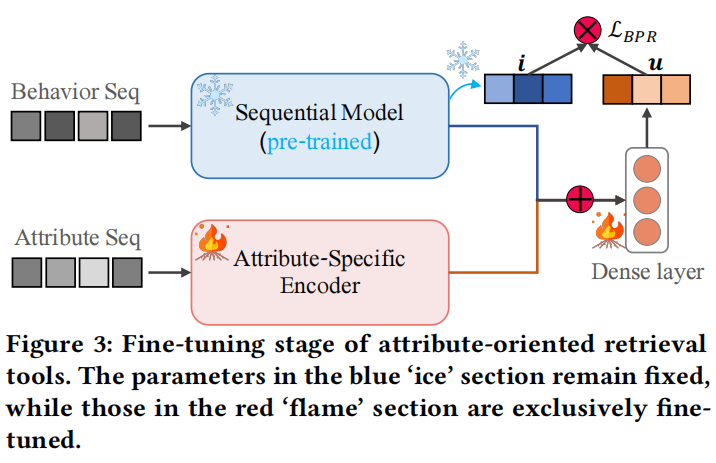 𝓛_BPR
i
u
Behavior Seq
Sequential Model
(pre-trained)
Attribute Seq
Attribute-Specific
Encoder
Dense layer
Figure 3: Fine-tuning stage of attribute-oriented retrieval
tools. The parameters in the blue ‘ice’ section remain fixed,
while those in the red ‘flame’ section are exclusively fine-
tuned.